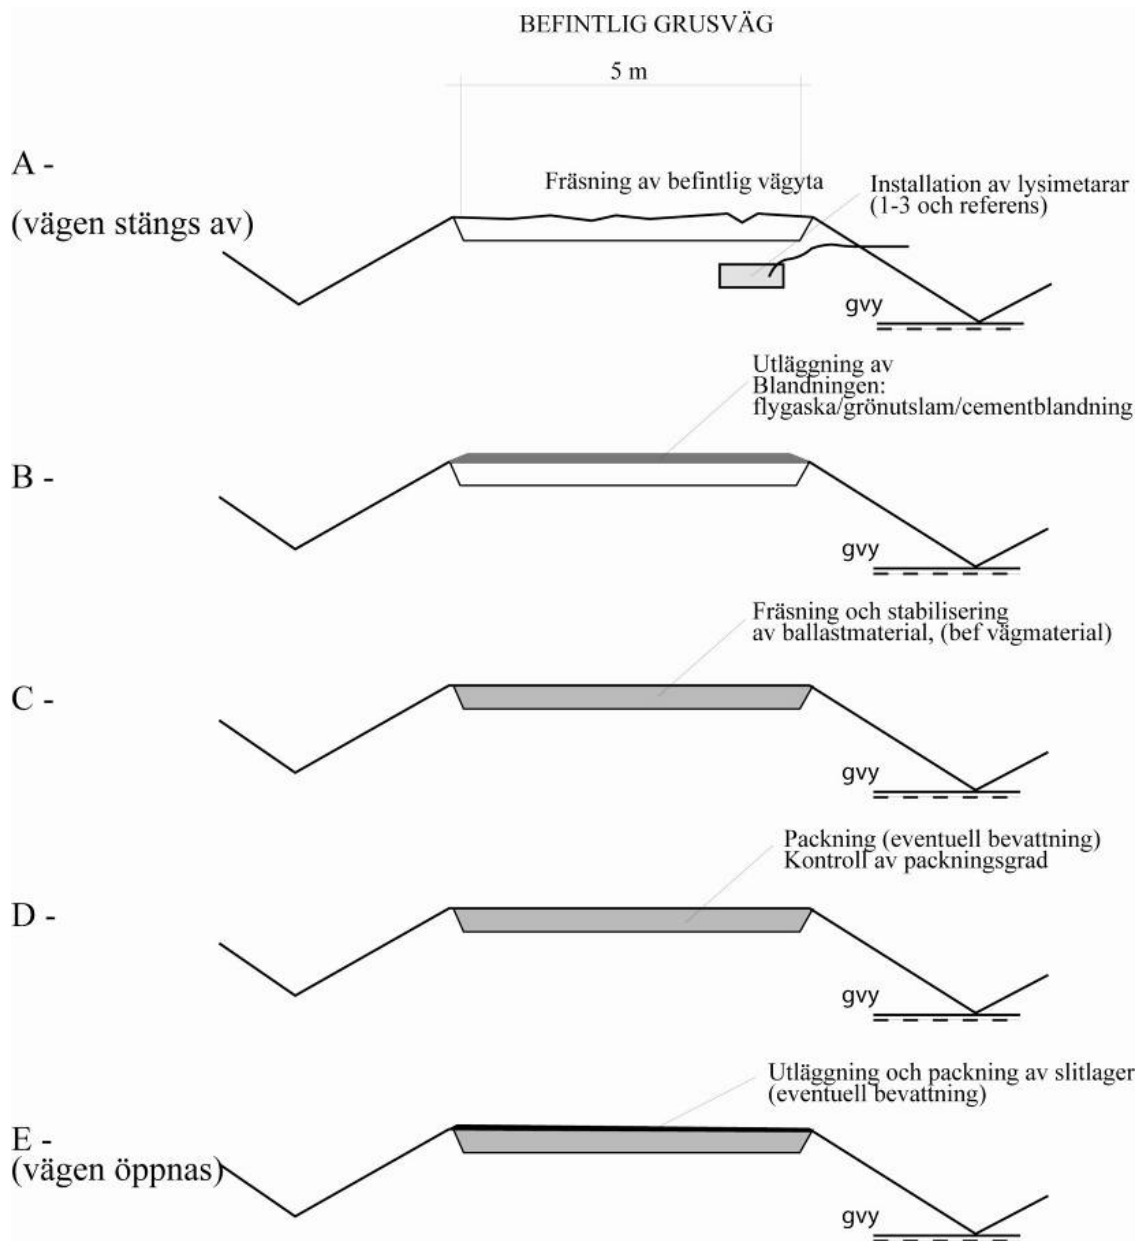 BEFINTLIG GRUSVÄG
5 m
A -
(vägen stängs av)
Fräsning av befintlig vägyta
Installation av lysimetarar
(1-3 och referens)
gvy
Utläggning av
Blandningen:
flygaska/grönutslam/cementblandning
B -
gvy
Fräsning och stabilisering
av ballastmaterial, (bef vägmaterial)
C -
gvy
Packning (eventuell bevattning)
Kontroll av packningsgrad
D -
gvy
Utläggning och packning av slitlager
(eventuell bevattning)
E -
(vägen öppnas)
gvy